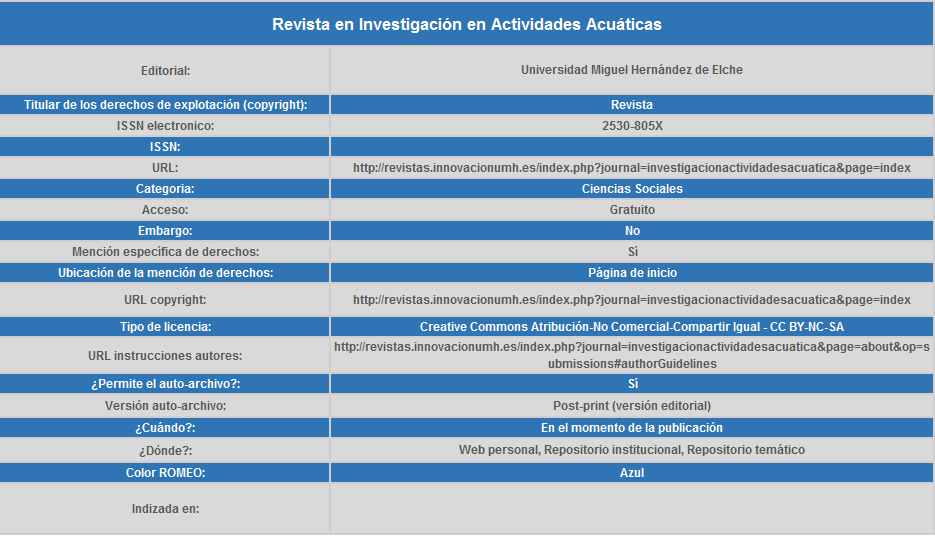 Revista en Investigación en Actividades Acuáticas
Editorial: Universidad Miguel Hernández de Elche
Titular de los derechos de explotación (copyright): Revista
ISSN electronico: 2530-805X
ISSN:
URL: http://revistas.innovacionumh.es/index.php?journal=investigacionactividadesacuatica&page=index
Categoria: Ciencias Sociales
Acceso: Gratuito
Embargo: No
Mención específica de derechos: Sí
Ubicación de la mención de derechos: Página de inicio
URL copyright: http://revistas.innovacionumh.es/index.php?journal=investigacionactividadesacuatica&page=index
Tipo de licencia: Creative Commons Atribución-No Comercial-Compartir Igual - CC BY-NC-SA
URL instrucciones autores: http://revistas.innovacionumh.es/index.php?journal=investigacionactividadesacuatica&page=about&op=s
ubmissions#authorGuidelines
¿Permite el auto-archivo?: Sí
Versión auto-archivo: Post-print (versión editorial)
¿Cuándo?: En el momento de la publicación
¿Dónde?: Web personal, Repositorio institucional, Repositorio temático
Color ROMEO: Azul
Indizada en: